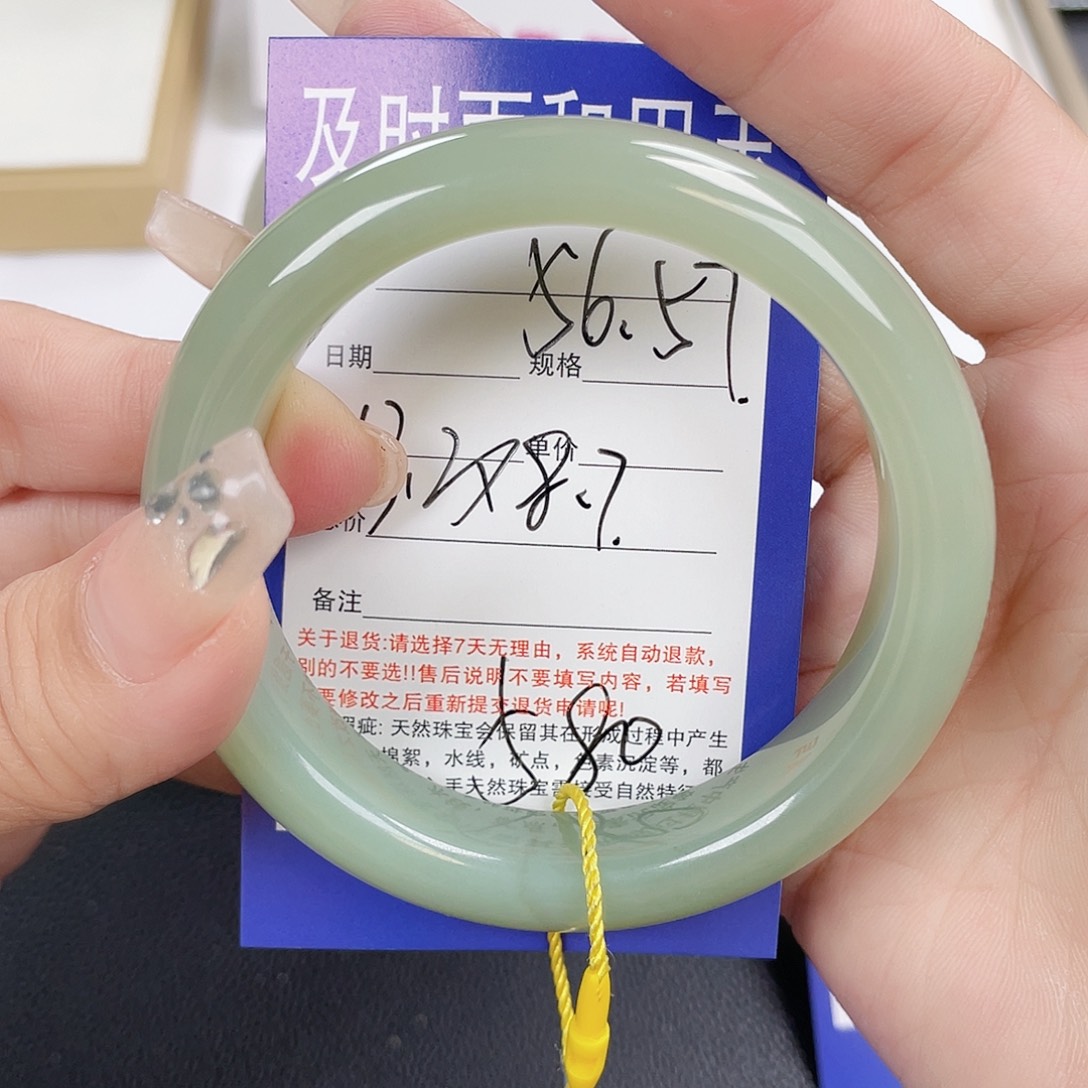 及时雨和田玉
56.57
日期 规格
单价
.2×8.7
价
备注
关于退货:请选择7天无理由，系统自动退款，
别的不要选!!售后说明不要填写内容，若填写
要修改之后重新提交退货申请呢!
580
瑕疵: 天然珠宝会保留其在形成过程中产生
棉絮，水线，矿点，色素沉淀等，都
手天然珠宝需接受自然特征